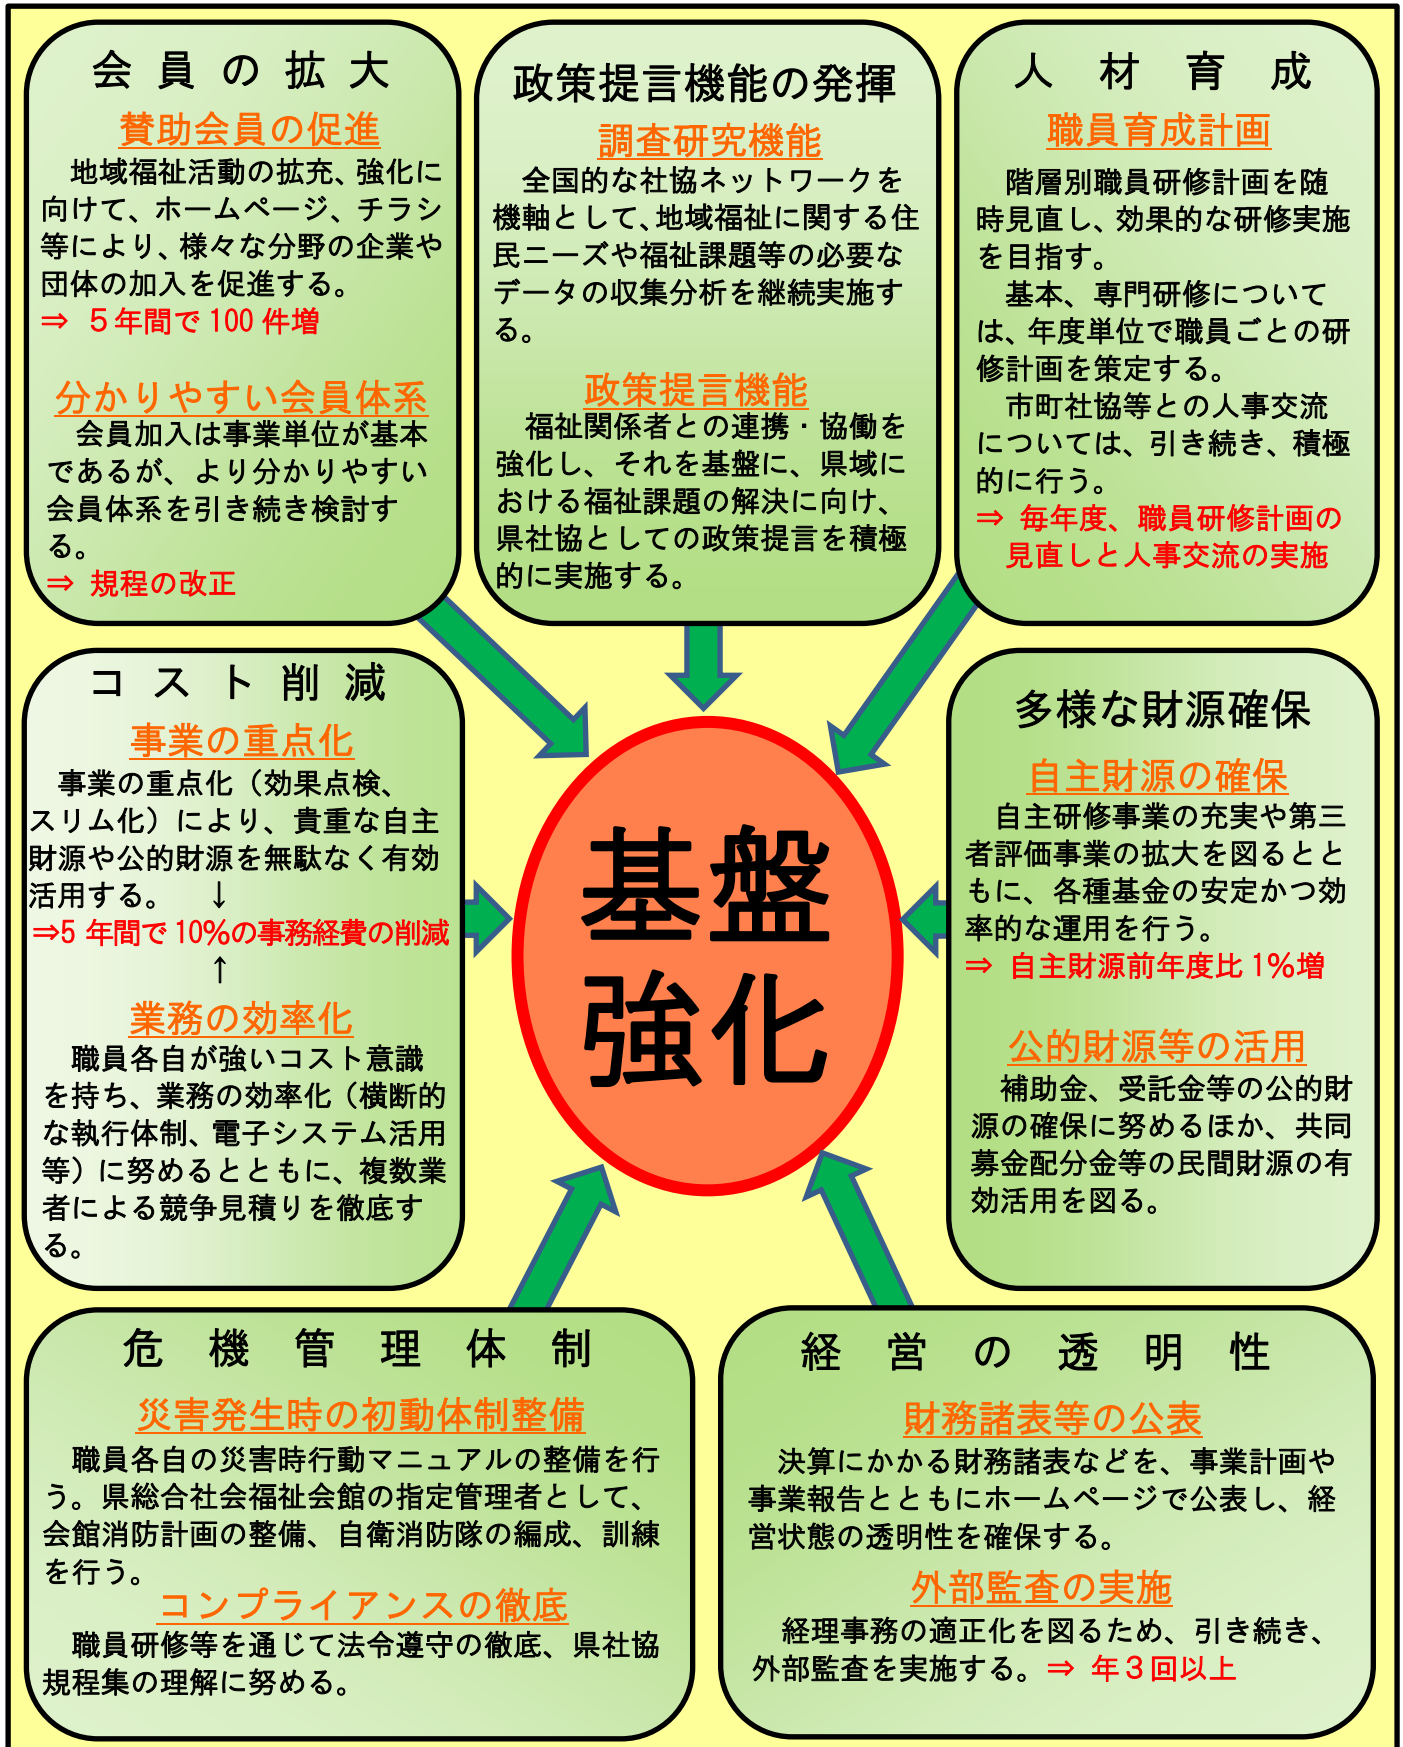 会員の拡大
賛助会員の促進
地域福祉活動の拡充、強化に
向けて、ホームページ、チラシ
等により、様々な分野の企業や
団体の加入を促進する。
⇒ ５年間で100件増
分かりやすい会員体系
会員加入は事業単位が基本
であるが、より分かりやすい
会員体系を引き続き検討す
る。
⇒ 規程の改正
政策提言機能の発揮
調査研究機能
全国的な社協ネットワークを
機軸として、地域福祉に関する住
民ニーズや福祉課題等の必要な
データの収集分析を継続実施す
る。
政策提言機能
福祉関係者との連携・協働を
強化し、それを基盤に、県域に
おける福祉課題の解決に向け、
県社協としての政策提言を積極
的に実施する。
人材育成
職員育成計画
階層別職員研修計画を随
時見直し、効果的な研修実施
を目指す。
基本、専門研修について
は、年度単位で職員ごとの研
修計画を策定する。
市町社協等との人事交流
については、引き続き、積極
的に行う。
⇒ 毎年度、職員研修計画の
見直しと人事交流の実施
コスト削減
事業の重点化
事業の重点化（効果点検、
スリム化）により、貴重な自主
財源や公的財源を無駄なく有効
活用する。 ↓
⇒5年間で10%の事務経費の削減
↑
業務の効率化
職員各自が強いコスト意識
を持ち、業務の効率化（横断的
な執行体制、電子システム活用
等）に努めるとともに、複数業
者による競争見積りを徹底す
る。
基盤
強化
多様な財源確保
自主財源の確保
自主研修事業の充実や第三
者評価事業の拡大を図るとと
もに、各種基金の安定かつ効
率的な運用を行う。
⇒ 自主財源前年度比1%増
公的財源等の活用
補助金、受託金等の公的財
源の確保に努めるほか、共同
募金配分金等の民間財源の有
効活用を図る。
危機管理体制
災害発生時の初動体制整備
職員各自の災害時行動マニュアルの整備を行
う。県総合社会福祉会館の指定管理者として、
会館消防計画の整備、自衛消防隊の編成、訓練
を行う。
コンプライアンスの徹底
職員研修等を通じて法令遵守の徹底、県社協
規程集の理解に努める。
経営の透明性
財務諸表等の公表
決算にかかる財務諸表などを、事業計画や
事業報告とともにホームページで公表し、経
営状態の透明性を確保する。
外部監査の実施
経理事務の適正化を図るため、引き続き、
外部監査を実施する。⇒ 年３回以上